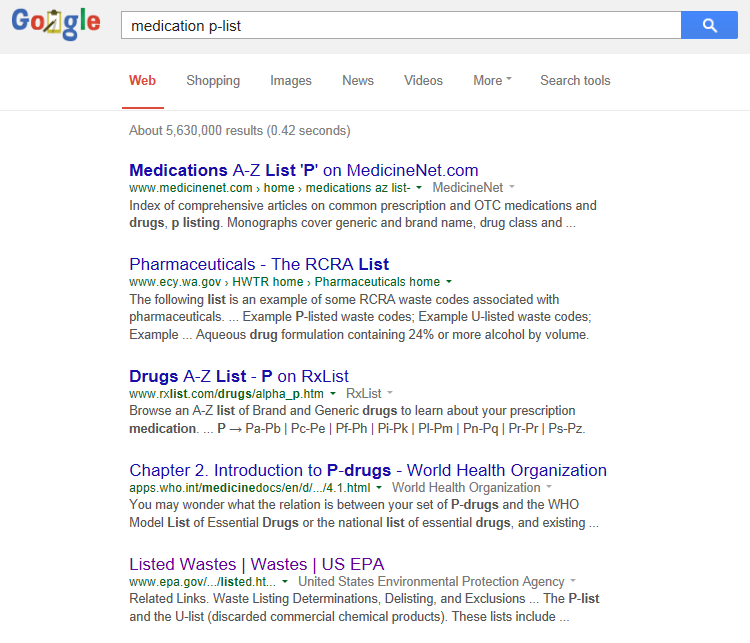 Google
medication p-list
Web Shopping Images News Videos More Search tools
About 5,630,000 results (0.42 seconds)
Medications A-Z List 'P' on MedicineNet.com
www.medicinenet.com › home › medications az list- MedicineNet
Index of comprehensive articles on common prescription and OTC medications and
drugs, p listing. Monographs cover generic and brand name, drug class and ...
Pharmaceuticals - The RCRA List
www.ecy.wa.gov › HWTR home › Pharmaceuticals home
The following list is an example of some RCRA waste codes associated with
pharmaceuticals. ... Example P-listed waste codes; Example U-listed waste codes;
Example ... Aqueous drug formulation containing 24% or more alcohol by volume.
Drugs A-Z List - P on RxList
www.rxlist.com/drugs/alpha_p.htm RxList
Browse an A-Z list of Brand and Generic drugs to learn about your prescription
medication. ... P → Pa-Pb | Pc-Pe | Pf-Ph | Pi-Pk | Pl-Pm | Pn-Pq | Pr-Pr | Ps-Pz.
Chapter 2. Introduction to P-drugs - World Health Organization
apps.who.int/medicinedocs/en/d/.../4.1.html World Health Organization
You may wonder what the relation is between your set of P-drugs and the WHO
Model List of Essential Drugs or the national list of essential drugs, and existing ...
Listed Wastes | Wastes | US EPA
www.epa.gov/.../listed.ht... United States Environmental Protection Agency
Related Links. Waste Listing Determinations, Delisting, and Exclusions ... The P-list
and the U-list (discarded commercial chemical products). These lists include ...